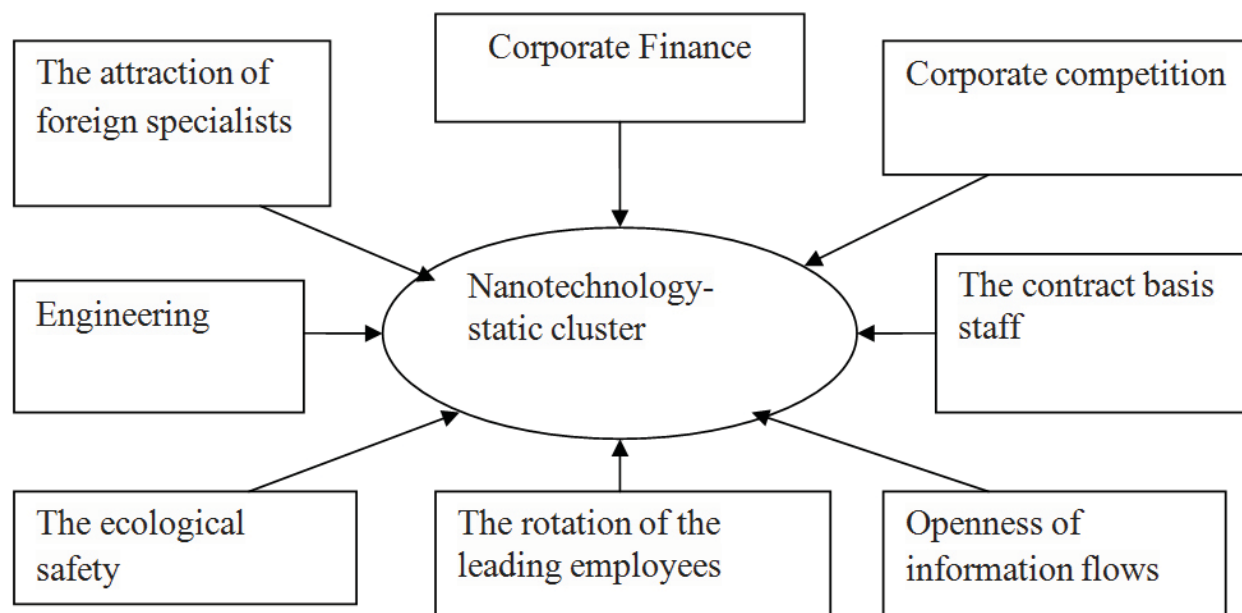 The attraction of
foreign specialists
Corporate Finance
Corporate competition
Engineering
Nanotechnology-
static cluster
The contract basis
staff
The ecological
safety
The rotation of the
leading employees
Openness of
information flows